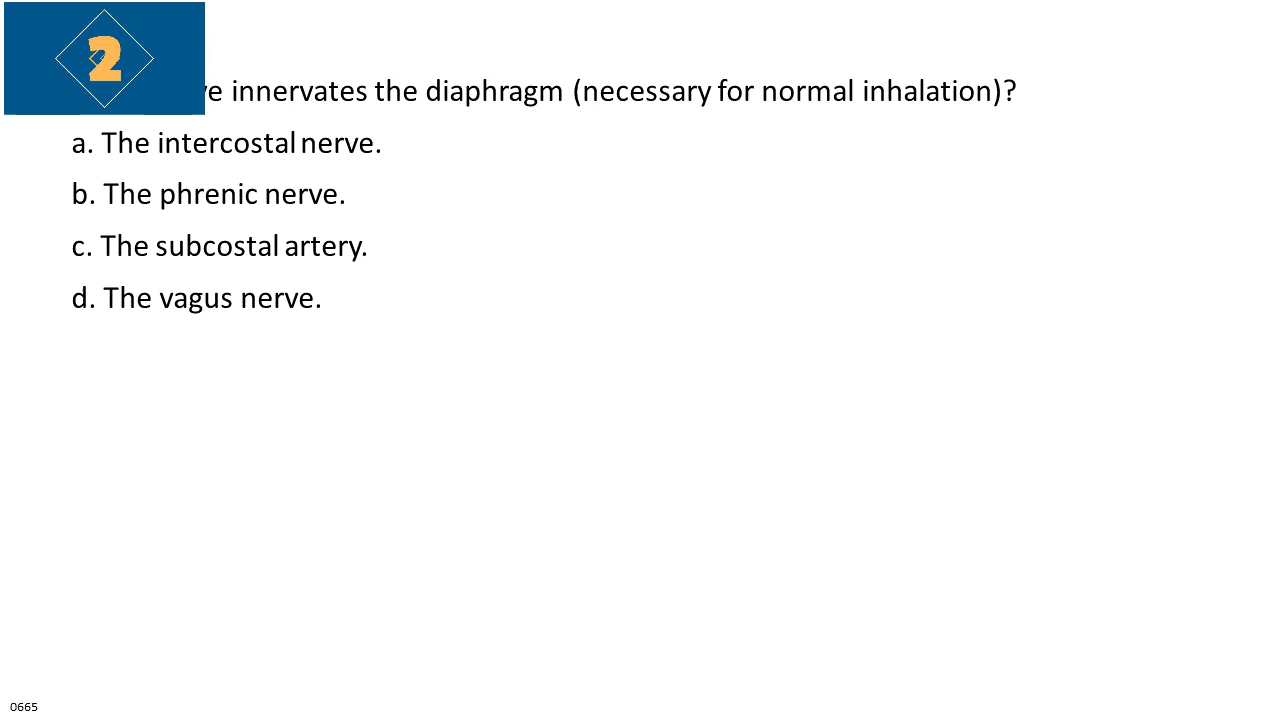 2
innervates the diaphragm (necessary for normal inhalation)?
a. The intercostal nerve.
b. The phrenic nerve.
c. The subcostal artery.
d. The vagus nerve.
0665